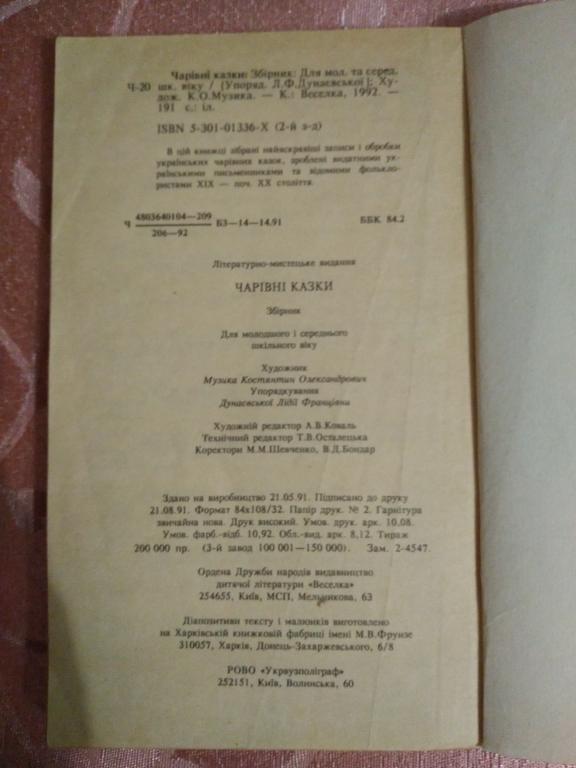 Чарівні казки: Збірник: Для мол. та серед.
Ч-20 шк. віку / [Упоряд. Л.Ф.Дунаєвської]; Ху-
дож. К.О.Музика. — К.: Веселка, 1992. —
191 с.: іл.
ISBN 5-301-01336-X (2-й з-д)
В цій книжці зібрані найяскравіші записи і обробки
українських чарівних казок, зроблені видатними ук-
раїнськими письменниками та відомими фолькло-
ристами XIX — поч. XX століття.
Ч 4803640104—209 БЗ—14—14.91 ББК 84.2
206—92
Літературно-мистецьке видання
ЧАРІВНІ КАЗКИ
Збірник
Для молодшого і середнього
шкільного віку
Художник
Музика Костянтин Олександрович
Упорядкування
Дунаєвської Лідії Францівни
Художній редактор А.В.Коваль
Технічний редактор Т.В.Осталецька
Коректори М.М.Шевченко, В.Д.Бондар
Здано на виробництво 21.05.91. Підписано до друку
21.08.91. Формат 84x108/32. Папір друк. № 2. Гарнітура
звичайна нова. Друк високий. Умов. друк. арк. 10,08.
Умов. фарб.-відб. 10,92. Обл.-вид. арк. 8,12. Тираж
200 000 пр. (3-й завод 100 001—150 000). Зам. 2-4547.
Ордена Дружби народів видавництво
дитячої літератури «Веселка»
254655, Київ, МСП, Мельникова, 63
Діапозитиви тексту і малюнків виготовлено
на Харківській книжковій фабриці імені М.В.Фрунзе
310057, Харків, Донець-Захаржевського, 6/8
РОВО «Укрвузполіграф»
252151, Київ, Волинська, 60